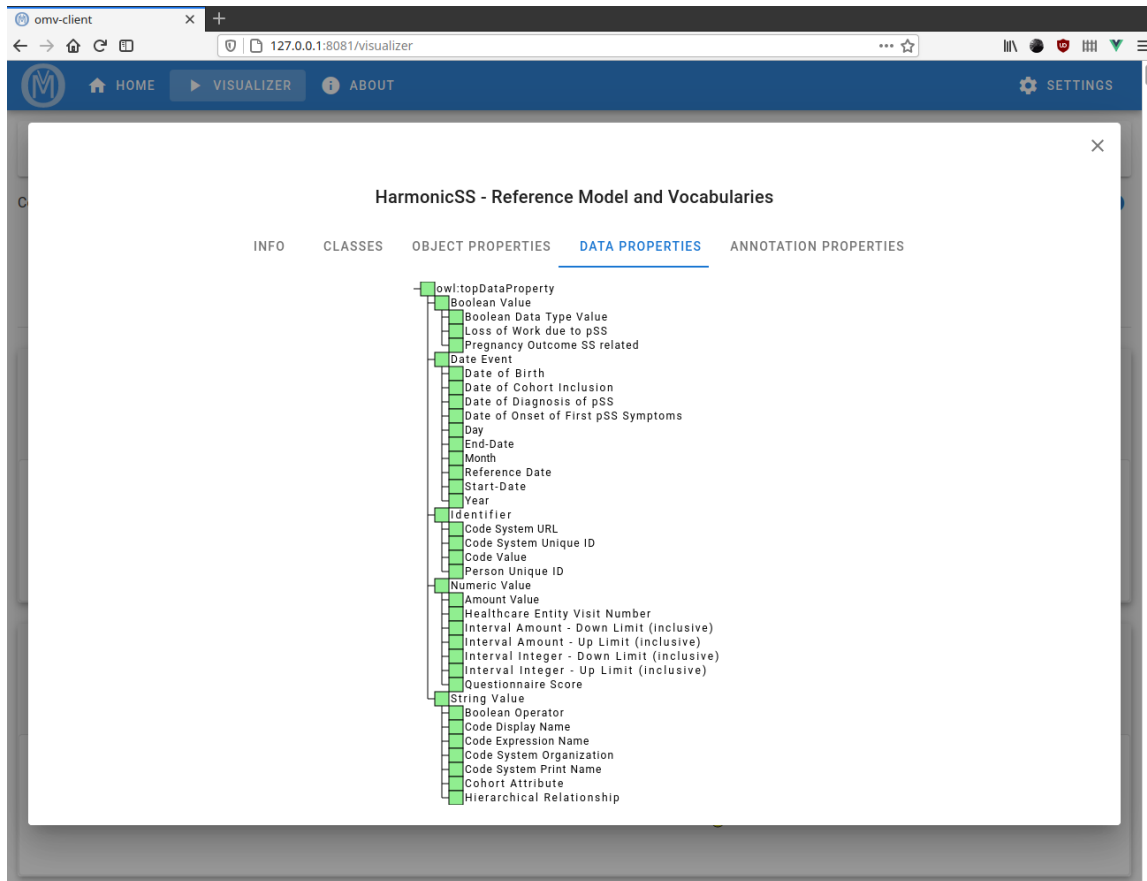 omv-client
127.0.0.1:8081/visualizer
HOME
VISUALIZER
ABOUT
SETTINGS
HarmonicSS - Reference Model and Vocabularies
INFO
CLASSES
OBJECT PROPERTIES
DATA PROPERTIES
ANNOTATION PROPERTIES
owl:topDataProperty
Boolean Value
Boolean Data Type Value
Loss of Work due to pSS
Pregnancy Outcome SS related
Date Event
Date of Birth
Date of Cohort Inclusion
Date of Diagnosis of pSS
Date of Onset of First pSS Symptoms
Day
End-Date
Month
Reference Date
Start-Date
Year
Identifier
Code System URL
Code System Unique ID
Code Value
Person Unique ID
Numeric Value
Amount Value
Healthcare Entity Visit Number
Interval Amount - Down Limit (inclusive)
Interval Amount - Up Limit (inclusive)
Interval Integer - Down Limit (inclusive)
Interval Integer - Up Limit (inclusive)
Questionnaire Score
String Value
Boolean Operator
Code Display Name
Code Expression Name
Code System Organization
Code System Print Name
Cohort Attribute
Hierarchical Relationship